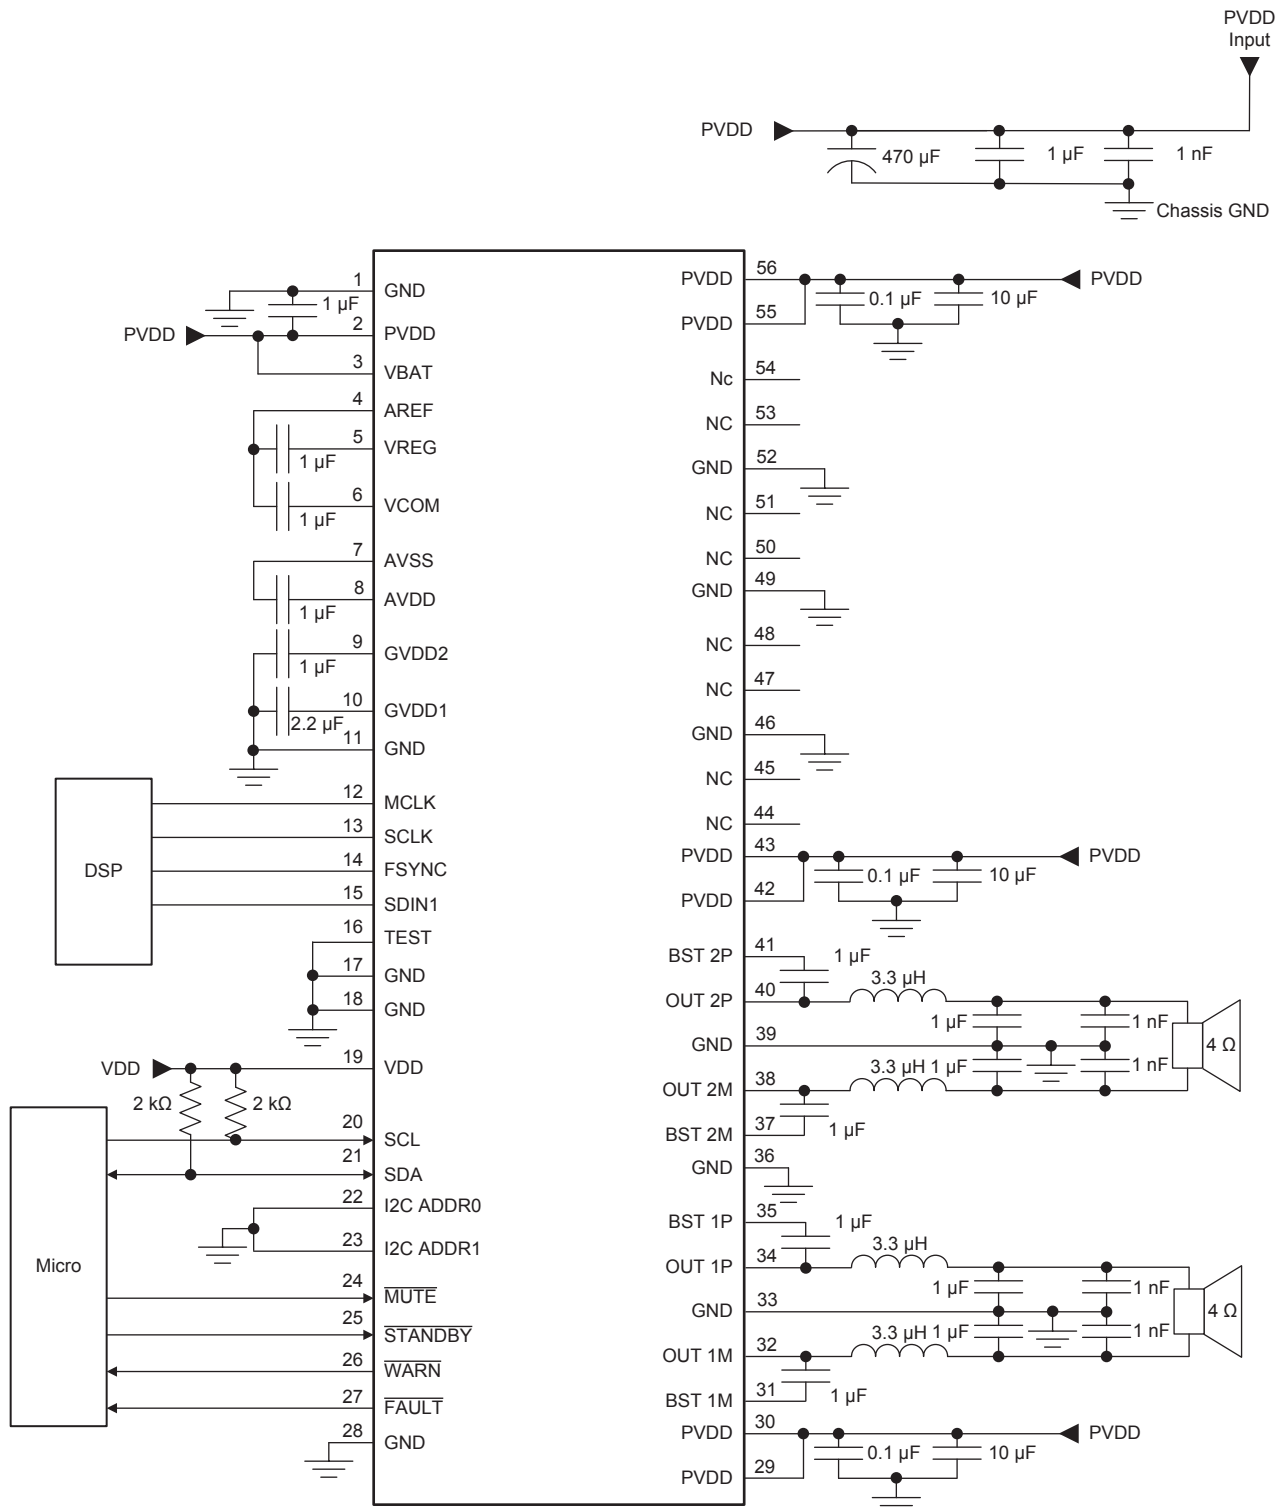 PVDD
Input
PVDD
470 µF
1 µF
1 nF
Chassis GND
1
GND
1 µF
PVDD
2
PVDD
3
VBAT
4
AREF
5
VREG
1 µF
6
VCOM
1 µF
7
AVSS
8
AVDD
1 µF
9
GVDD2
1 µF
10
GVDD1
2.2 µF
11
GND
DSP
12
MCLK
13
SCLK
14
FSYNC
15
SDIN1
16
TEST
17
GND
18
GND
VDD
19
VDD
2 kΩ
2 kΩ
Micro
20
SCL
21
SDA
22
I2C ADDR0
23
I2C ADDR1
24
MUTE
25
STANDBY
26
WARN
27
FAULT
28
GND
PVDD
56
PVDD
0.1 µF
10 µF
PVDD
55
Nc
54
NC
53
GND
52
NC
51
NC
50
GND
49
NC
48
NC
47
GND
46
NC
45
NC
44
PVDD
43
PVDD
0.1 µF
10 µF
PVDD
42
BST 2P
41
1 µF
3.3 µH
OUT 2P
40
1 µF
1 nF
GND
39
4 Ω
3.3 µH
1 µF
1 nF
OUT 2M
38
BST 2M
37
1 µF
GND
36
BST 1P
35
1 µF
3.3 µH
OUT 1P
34
1 µF
1 nF
GND
33
4 Ω
3.3 µH
1 µF
1 nF
OUT 1M
32
BST 1M
31
1 µF
PVDD
30
PVDD
0.1 µF
10 µF
PVDD
29